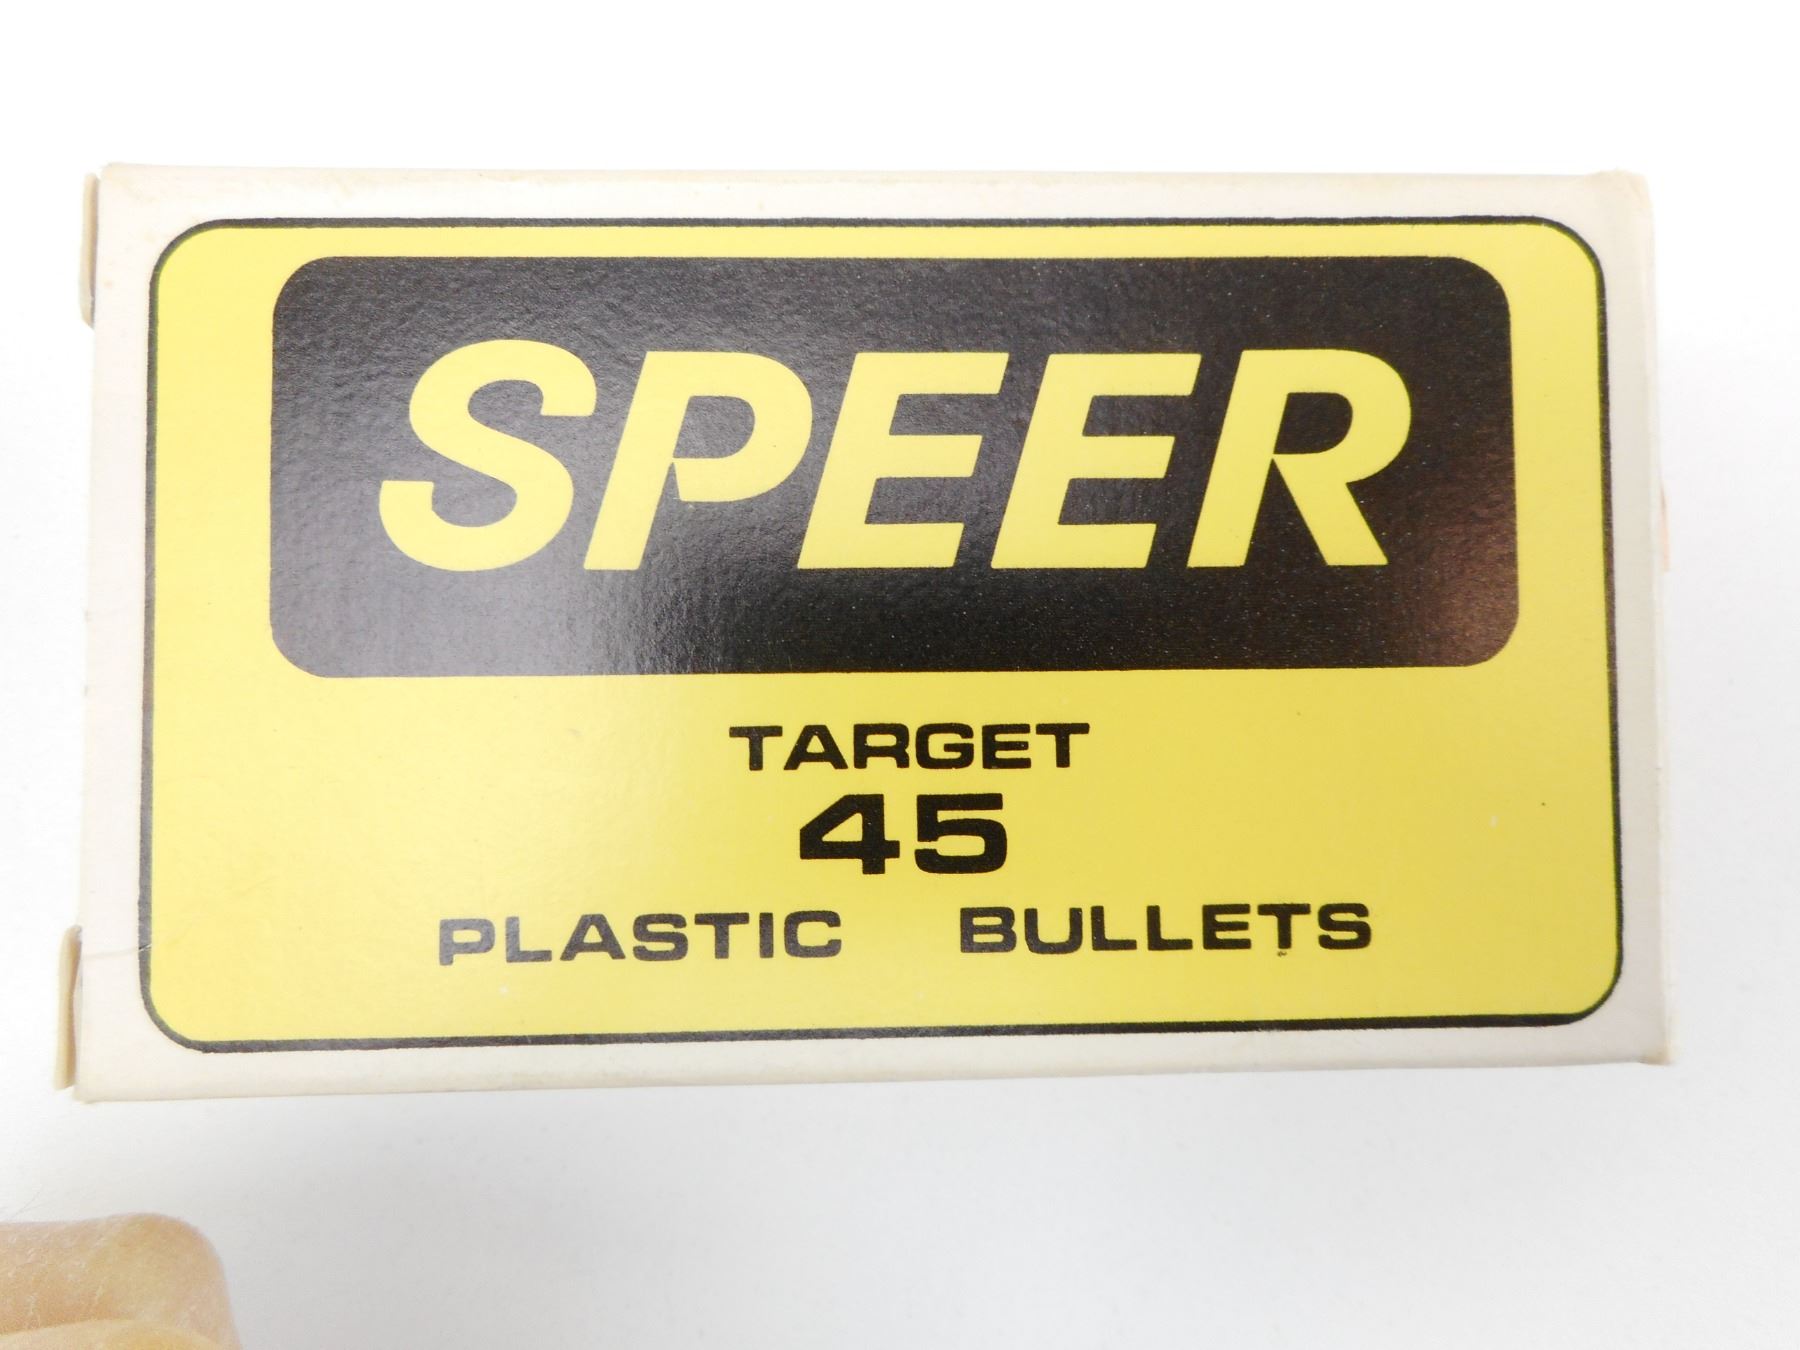 SPEER
TARGET
45
PLASTIC BULLETS